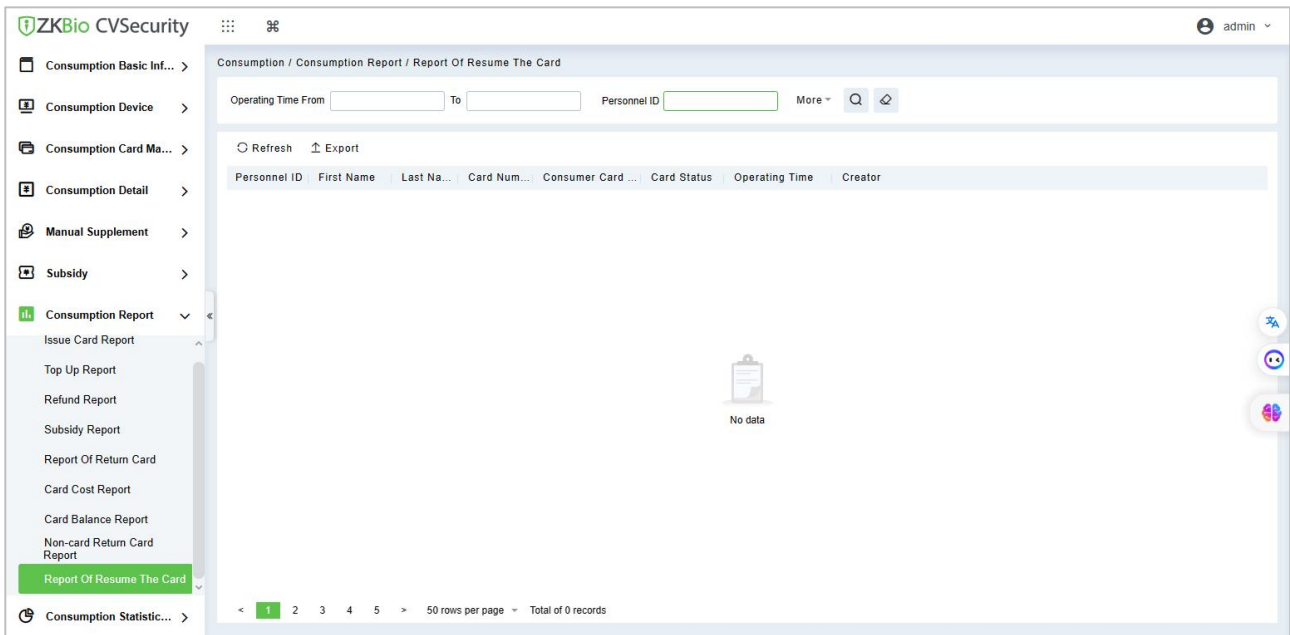 ZKBio CVSecurity
admin
Consumption Basic Inf...
Consumption Device
Consumption Card Ma...
Consumption Detail
Manual Supplement
Subsidy
Consumption Report
Issue Card Report
Top Up Report
Refund Report
Subsidy Report
Report Of Return Card
Card Cost Report
Card Balance Report
Non-card Return Card
Report
Report Of Resume The Card
Consumption Statistic...
Consumption / Consumption Report / Report Of Resume The Card
Operating Time From To Personnel ID More
Refresh Export
Personnel ID First Name Last Na... Card Num... Consumer Card ... Card Status Operating Time Creator
No data
< 1 2 3 4 5 > 50 rows per page Total of 0 records